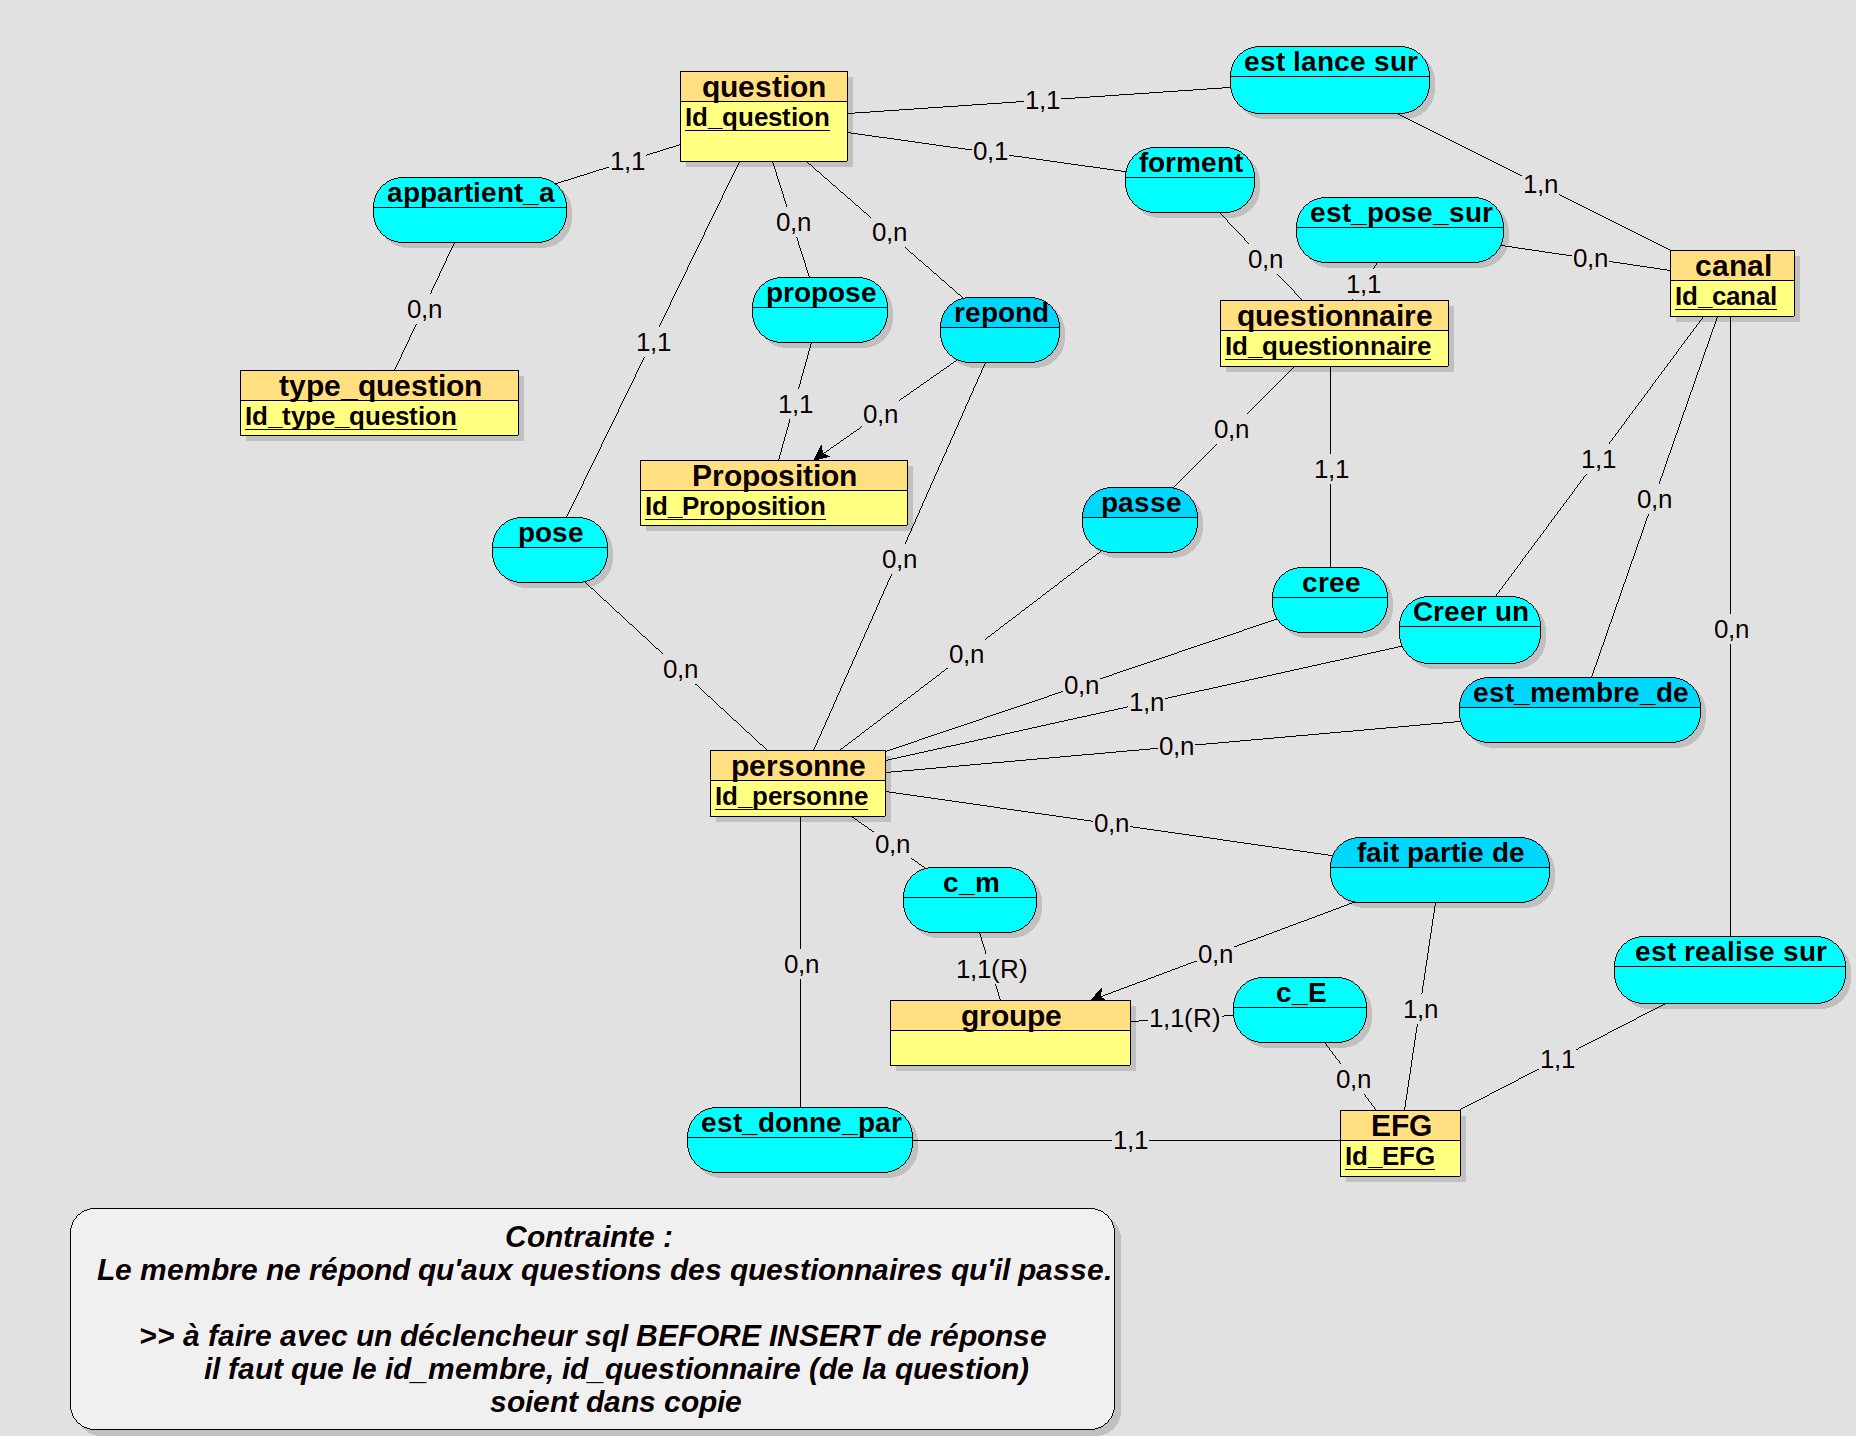 est lance sur
question
Id_question
1,1
0,1
1,1
forment
appartient_a
1,n
est_pose_sur
0,n
0,n
0,n
0,n
canal
Id_canal
propose
1,1
repond
questionnaire
Id_questionnaire
0,n
1,1
type_question
Id_type_question
1,1
0,n
0,n
1,1
1,1
Proposition
Id_Proposition
passe
0,n
pose
0,n
cree
Creer un
0,n
0,n
0,n
0,n
1,n
est_membre_de
0,n
personne
Id_personne
0,n
0,n
fait partie de
c_m
0,n
0,n
est realise sur
1,1(R)
c_E
groupe
1,1(R)
1,n
1,1
0,n
est_donne_par
1,1
EFG
Id_EFG
Contrainte :
Le membre ne répond qu'aux questions des questionnaires qu'il passe.
>> à faire avec un déclencheur sql BEFORE INSERT de réponse
il faut que le id_membre, id_questionnaire (de la question)
soient dans copie